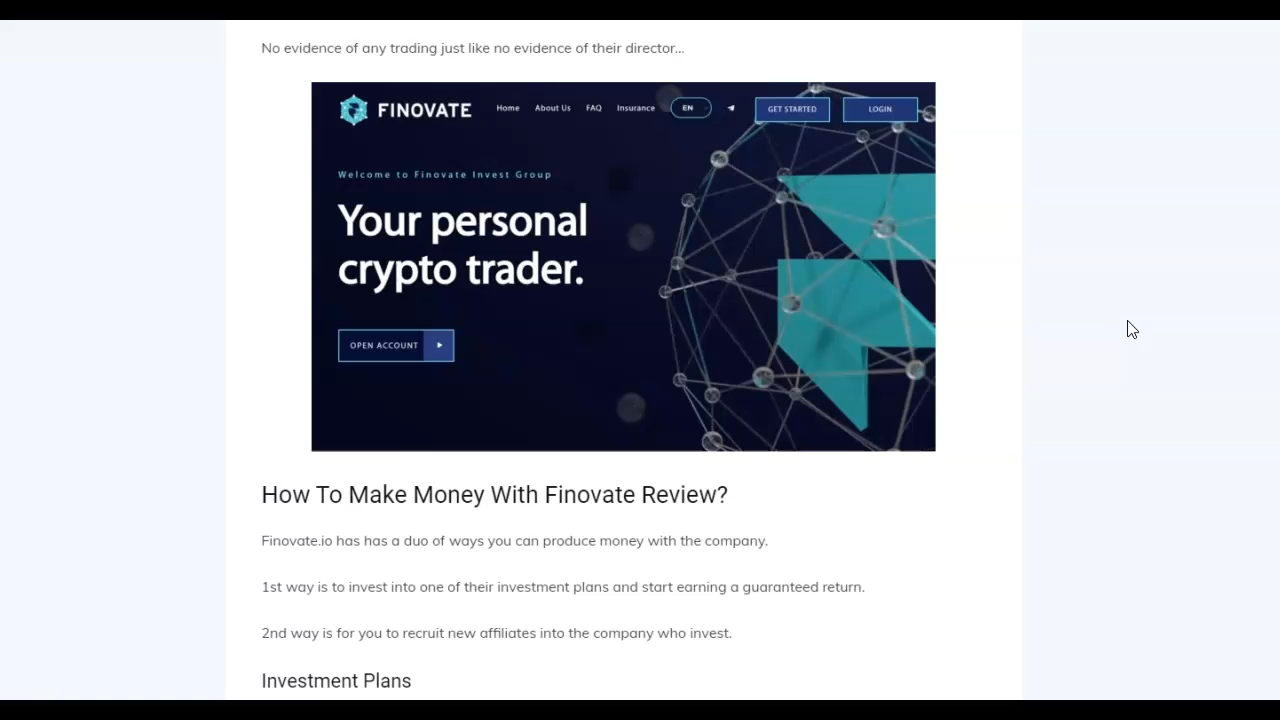 No evidence of any trading just like no evidence of their director...
FINOVATE
Home
About Us
FAQ
Insurance
EN
GET STARTED
LOGIN
Welcome to Finovate Invest Group
Your personal
crypto trader.
OPEN ACCOUNT
How To Make Money With Finovate Review?
Finovate.io has has a duo of ways you can produce money with the company.
1st way is to invest into one of their investment plans and start earning a guaranteed return.
2nd way is for you to recruit new affiliates into the company who invest.
Investment Plans